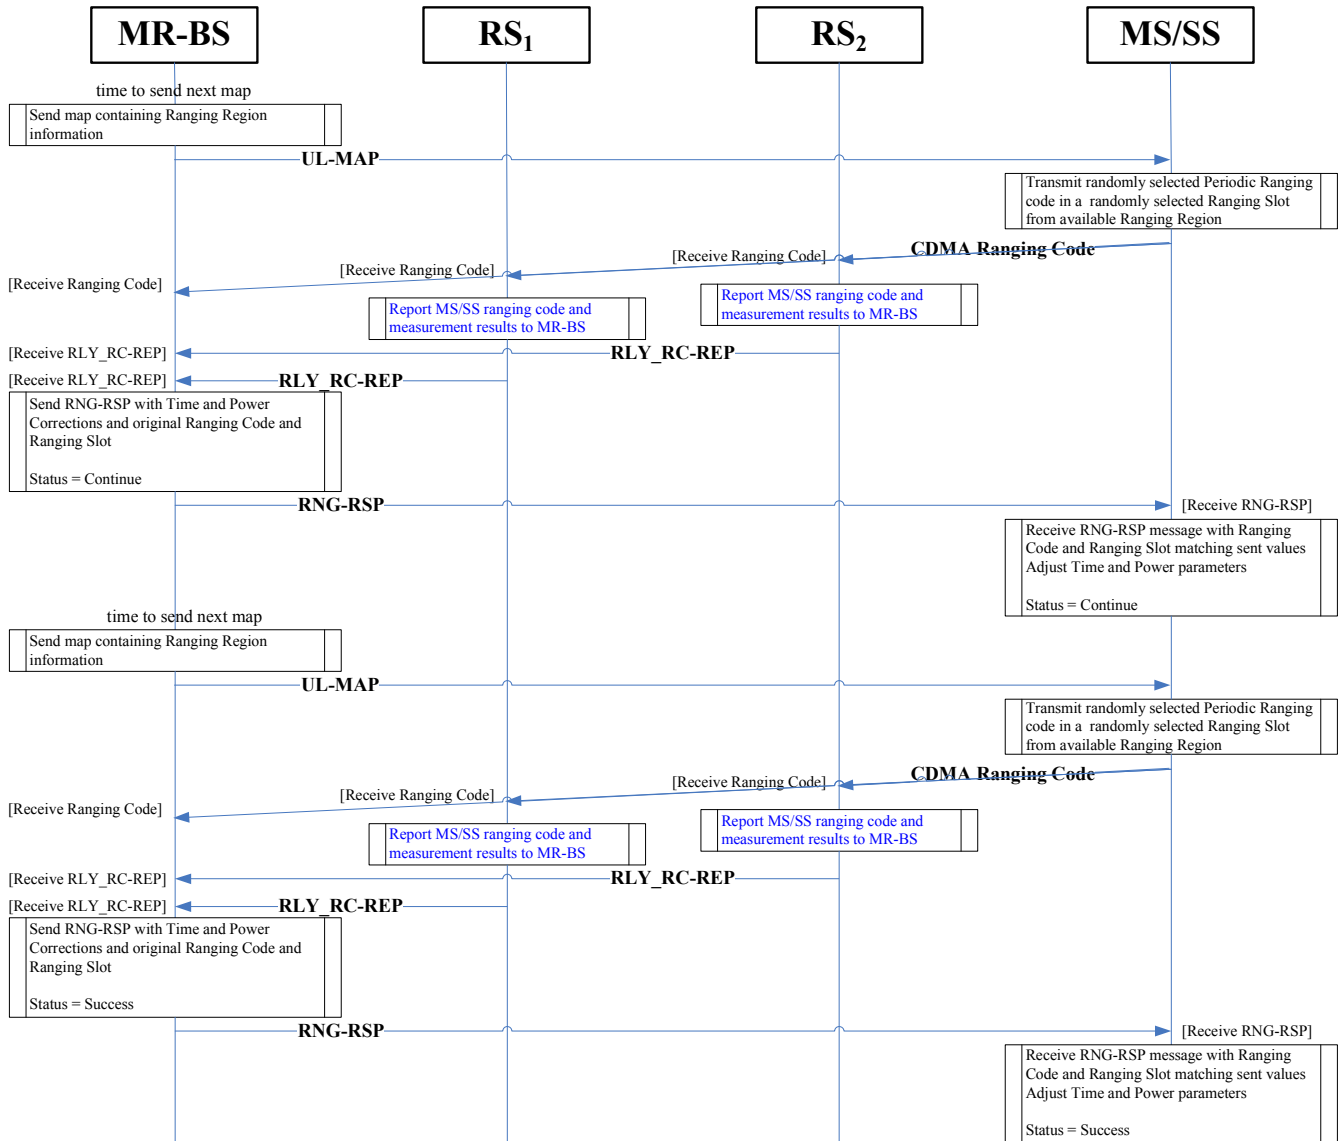 MR-BS
RS1
RS2
MS/SS
time to send next map
Send map containing Ranging Region
information
UL-MAP
Transmit randomly selected Periodic Ranging
code in a randomly selected Ranging Slot
from available Ranging Region
CDMA Ranging Code
[Receive Ranging Code]
[Receive Ranging Code]
[Receive Ranging Code]
Report MS/SS ranging code and
measurement results to MR-BS
Report MS/SS ranging code and
measurement results to MR-BS
[Receive RLY_RC-REP]
RLY_RC-REP
[Receive RLY_RC-REP]
RLY_RC-REP
Send RNG-RSP with Time and Power
Corrections and original Ranging Code and
Ranging Slot
Status = Continue
RNG-RSP
[Receive RNG-RSP]
Receive RNG-RSP message with Ranging
Code and Ranging Slot matching sent values
Adjust Time and Power parameters
Status = Continue
time to send next map
Send map containing Ranging Region
information
UL-MAP
Transmit randomly selected Periodic Ranging
code in a randomly selected Ranging Slot
from available Ranging Region
CDMA Ranging Code
[Receive Ranging Code]
[Receive Ranging Code]
[Receive Ranging Code]
Report MS/SS ranging code and
measurement results to MR-BS
Report MS/SS ranging code and
measurement results to MR-BS
[Receive RLY_RC-REP]
RLY_RC-REP
[Receive RLY_RC-REP]
RLY_RC-REP
Send RNG-RSP with Time and Power
Corrections and original Ranging Code and
Ranging Slot
Status = Success
RNG-RSP
[Receive RNG-RSP]
Receive RNG-RSP message with Ranging
Code and Ranging Slot matching sent values
Adjust Time and Power parameters
Status = Success